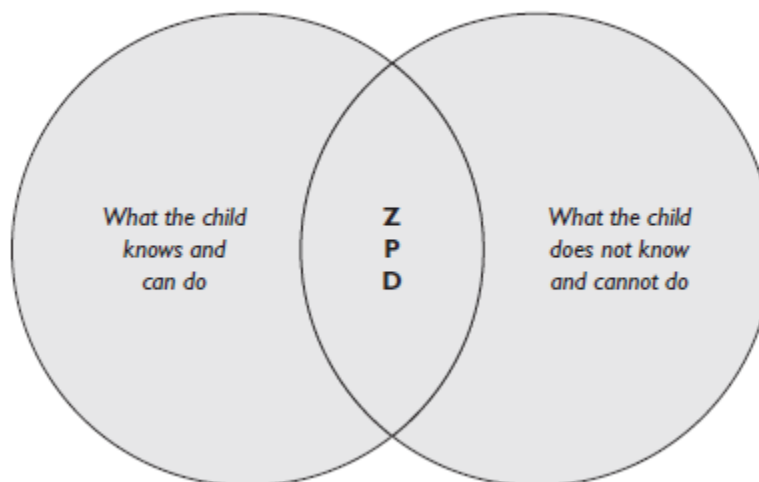 What the child
knows and
can do
Z
P
D
What the child
does not know
and cannot do